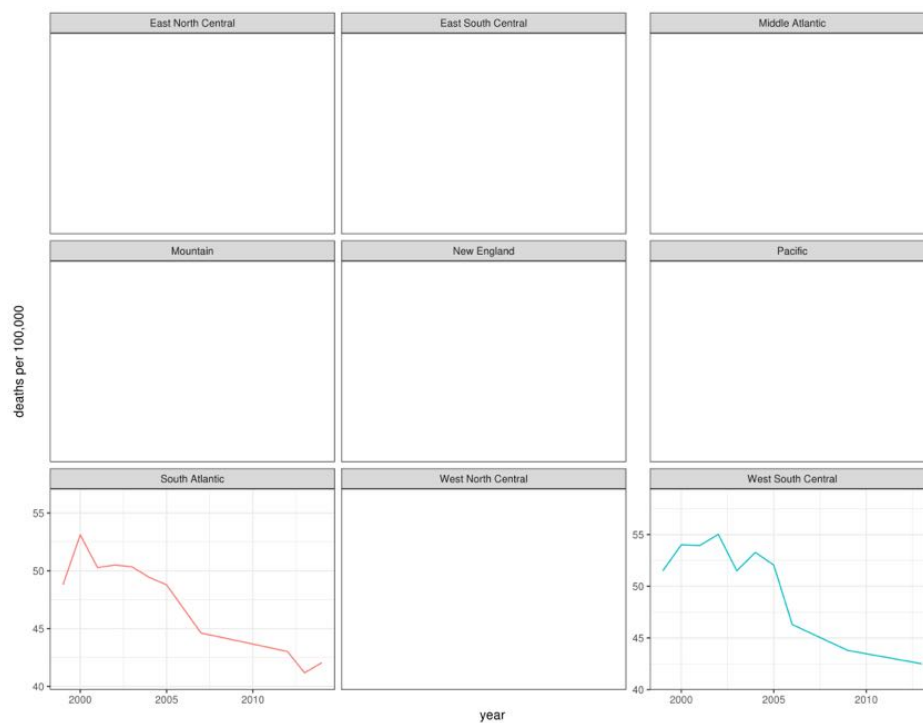 East North Central
East South Central
Middle Atlantic
Mountain
New England
Pacific
deaths per 100,000
South Atlantic
West North Central
West South Central
55
50
45
40
55
50
45
40
2000
2005
2010
2000
2005
2010
year